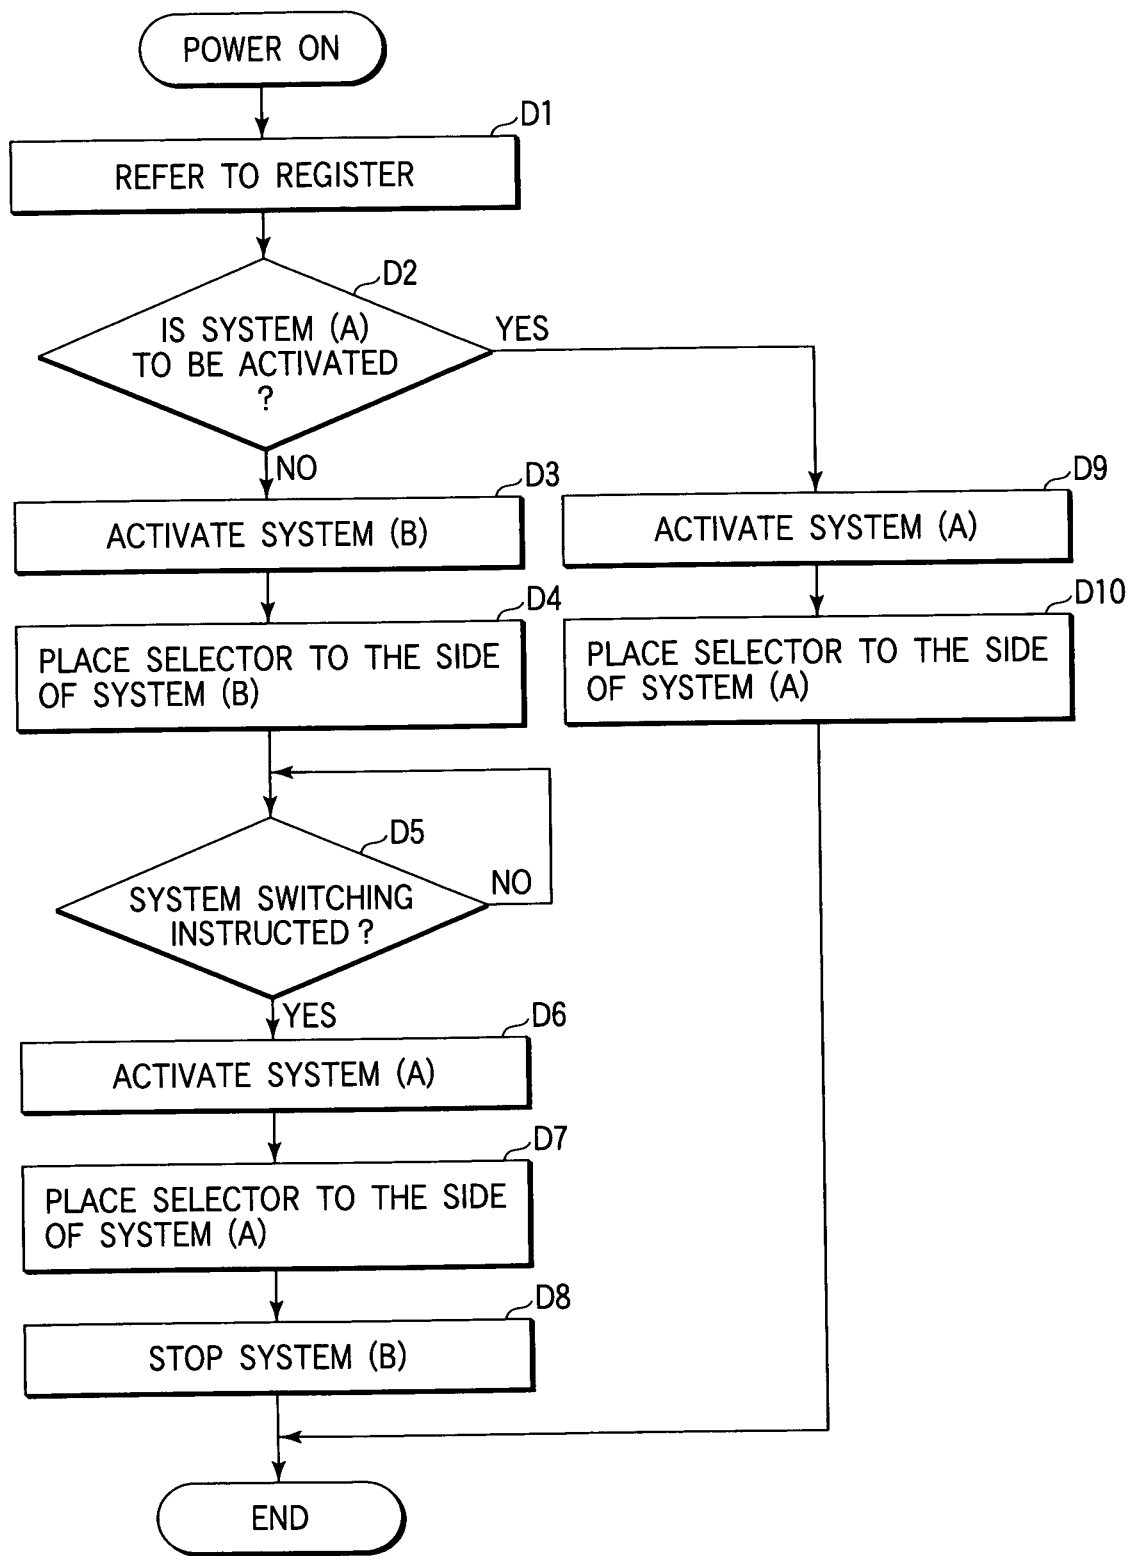 POWER ON
D1
REFER TO REGISTER
D2
IS SYSTEM (A)
TO BE ACTIVATED
?
YES
NO
D3
ACTIVATE SYSTEM (B)
D9
ACTIVATE SYSTEM (A)
D4
PLACE SELECTOR TO THE SIDE
OF SYSTEM (B)
D10
PLACE SELECTOR TO THE SIDE
OF SYSTEM (A)
D5
SYSTEM SWITCHING
INSTRUCTED ?
NO
YES
D6
ACTIVATE SYSTEM (A)
D7
PLACE SELECTOR TO THE SIDE
OF SYSTEM (A)
D8
STOP SYSTEM (B)
END